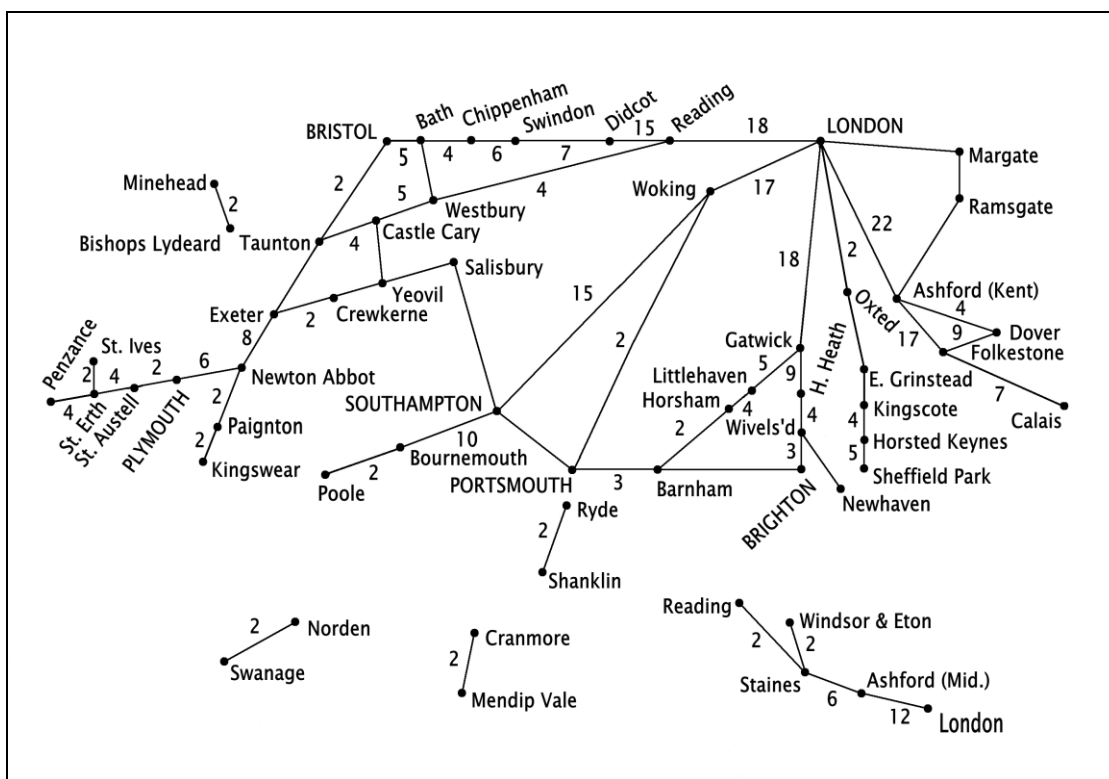 BRISTOL
Bath
Chippenham
Swindon
Didcot
15
Reading
18
LONDON
5
4
6
7
Margate
Minehead
2
2
5
Westbury
4
Woking
17
Ramsgate
Bishops Lydeard
Taunton
4
Castle Cary
22
18
2
Salisbury
Yeovil
15
Oxted
Ashford (Kent)
4
Exeter
2
Crewkerne
17
9
Dover
Folkestone
8
2
Gatwick
H. Heath
Penzance
St. Ives
2
4
2
6
Newton Abbot
5
9
Littlehaven
E. Grinstead
7
4
St. Erth
St. Austell
PLYMOUTH
2
SOUTHAMPTON
Horsham
4
Kingscote
Calais
Paignton
2
Wivels'd
4
4
Horsted Keynes
2
Kingswear
10
Bournemouth
3
5
Sheffield Park
2
Poole
PORTSMOUTH
3
Barnham
BRIGHTON
Newhaven
Ryde
2
Shanklin
Reading
Windsor & Eton
2
Norden
Cranmore
2
2
Swanage
2
Mendip Vale
Staines
Ashford (Mid.)
6
12
London